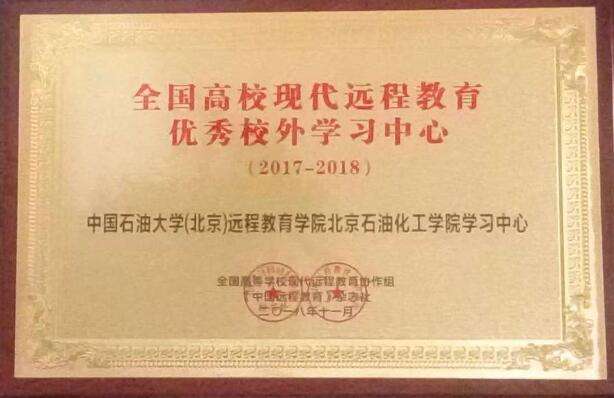 全国高校现代远程教育
优秀校外学习中心
(2017-2018)
中国石油大学(北京)远程教育学院北京石油化工学院学习中心
全国高等学校现代远程教育协作组
《中国远程教育》杂志社
二〇一八年十一月